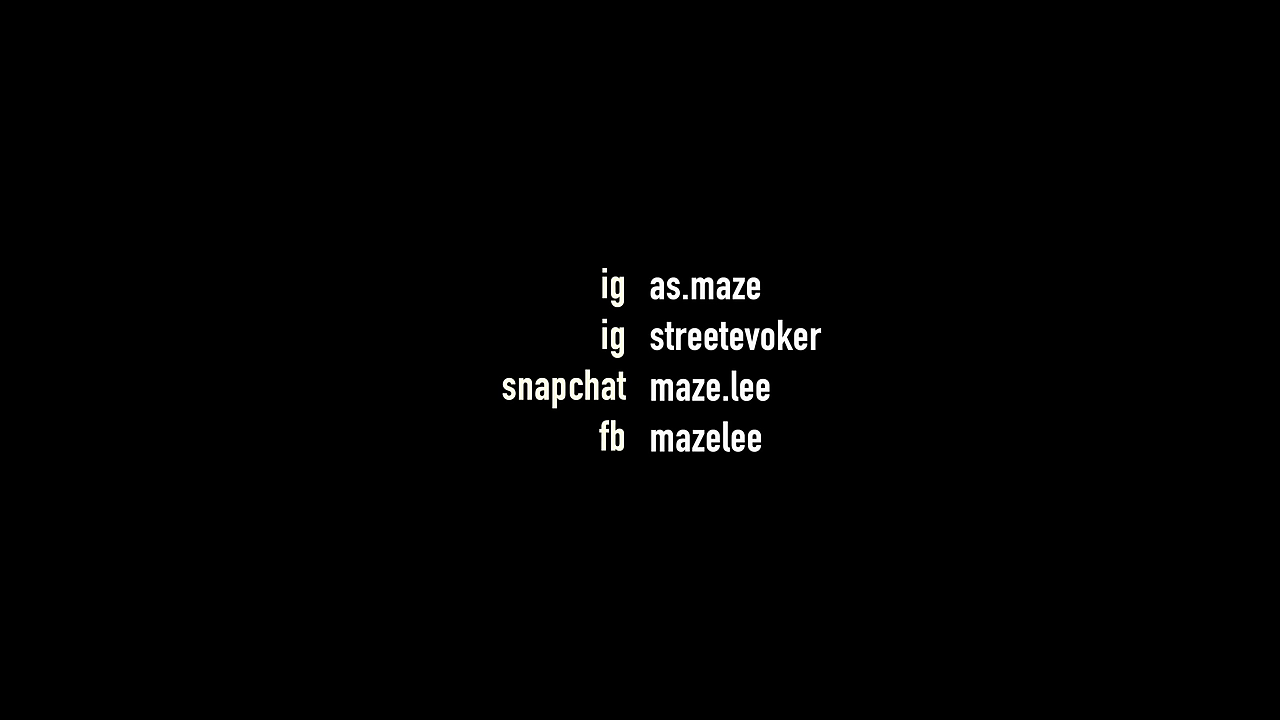 ig as.maze
ig streetevoker
snapchat maze.lee
fb mazelee